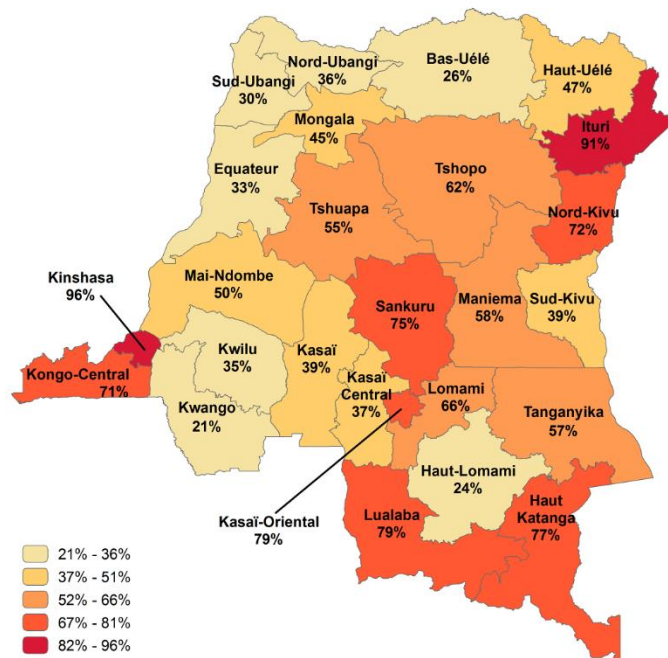 Nord-Ubangi
36%
Bas-Uélé
26%
Haut-Uélé
47%
Sud-Ubangi
30%
Mongala
45%
Ituri
91%
Equateur
33%
Tshopo
62%
Tshuapa
55%
Nord-Kivu
72%
Kinshasa
96%
Mai-Ndombe
50%
Sankuru
75%
Maniema
58%
Sud-Kivu
39%
Kongo-Central
71%
Kwilu
35%
Kasaï
39%
Kasaï
Central
37%
Lomami
66%
Kwango
21%
Tanganyika
57%
Haut-Lomami
24%
Kasaï-Oriental
79%
Lualaba
79%
Haut
Katanga
77%
21% - 36%
37% - 51%
52% - 66%
67% - 81%
82% - 96%